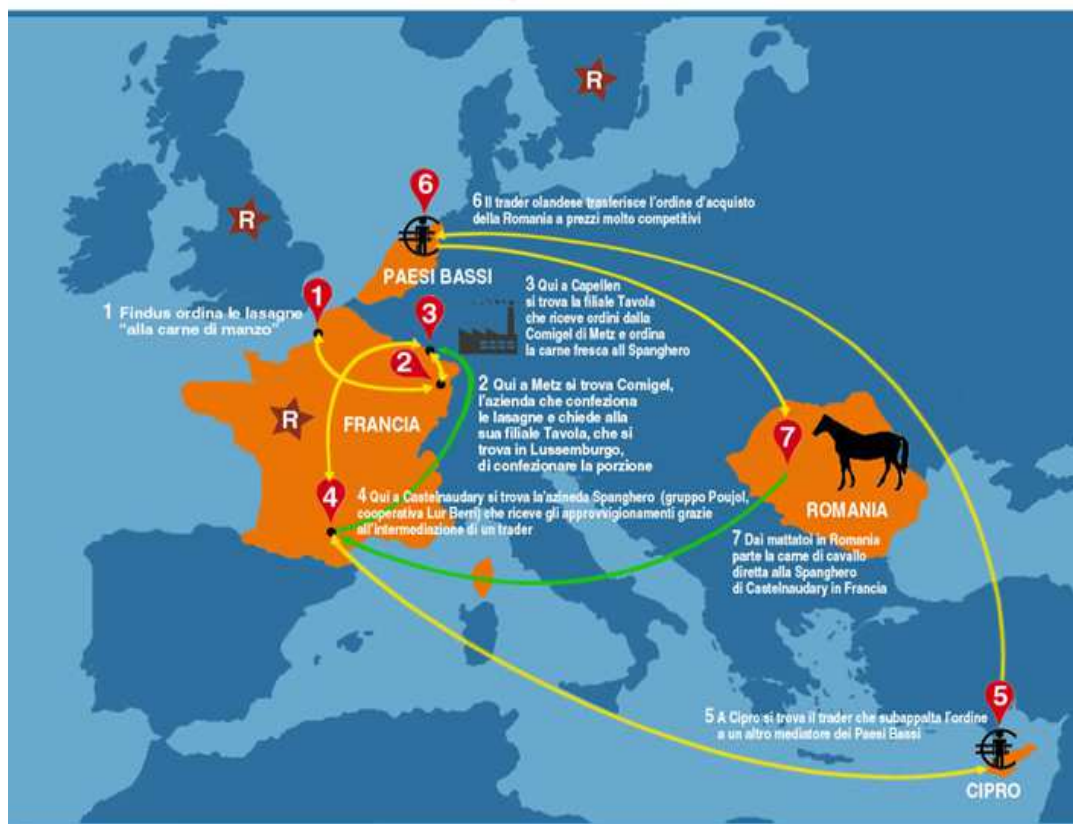 R
R
6
6 Il trader olandese trasferisce l'ordine d'acquisto
della Romania a prezzi molto competitivi
PAESI BASSI
1
1 Findus ordina le lasagne
"alla carne di manzo"
3
3 Qui a Capellen
si trova la filiale Tavola
che riceve ordini dalla
Comigel di Metz e ordina
la carne fresca all Spanghero
2
2 Qui a Metz si trova Comigel,
l'azienda che confeziona
le lasagne e chiede alla
sua filiale Tavola, che si
trova in Lussemburgo,
di confezionare la porzione
R
FRANCIA
4
4 Qui a Castelnaudary si trova la'azineda Spanghero (gruppo Poujol,
cooperativa Lur Berri) che riceve gli approvvigionamenti grazie
all'intermediazione di un trader
7
ROMANIA
7 Dai mattatoi in Romania
parte la carne di cavallo
diretta alla Spanghero
di Castelnaudary in Francia
5
5 A Cipro si trova il trader che subappalta l'ordine
a un altro mediatore dei Paesi Bassi
CIPRO